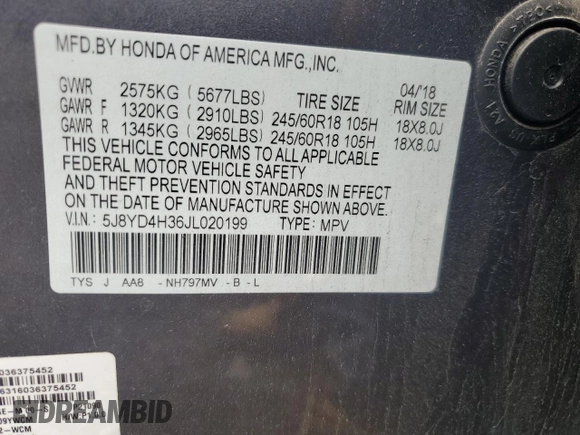 MFD.BY HONDA OF AMERICA MFG.,INC.
04/18
GVWR 2575KG ( 5677LBS) TIRE SIZE RIM SIZE
GAWR F 1320KG ( 2910LBS) 245/60R18 105H 18X8.0J
GAWR R 1345KG ( 2965LBS) 245/60R18 105H 18X8.0J
THIS VEHICLE CONFORMS TO ALL APPLICABLE
FEDERAL MOTOR VEHICLE SAFETY
AND THEFT PREVENTION STANDARDS IN EFFECT
ON THE DATE OF MANUFACTURE SHOWN ABOVE.
V.I.N.: 5J8YD4H36JL020199 TYPE: MPV
TYS J AA8 - NH797MV - B - L
HONDA
036375452
6316036375452
09YWCM
2-WCM